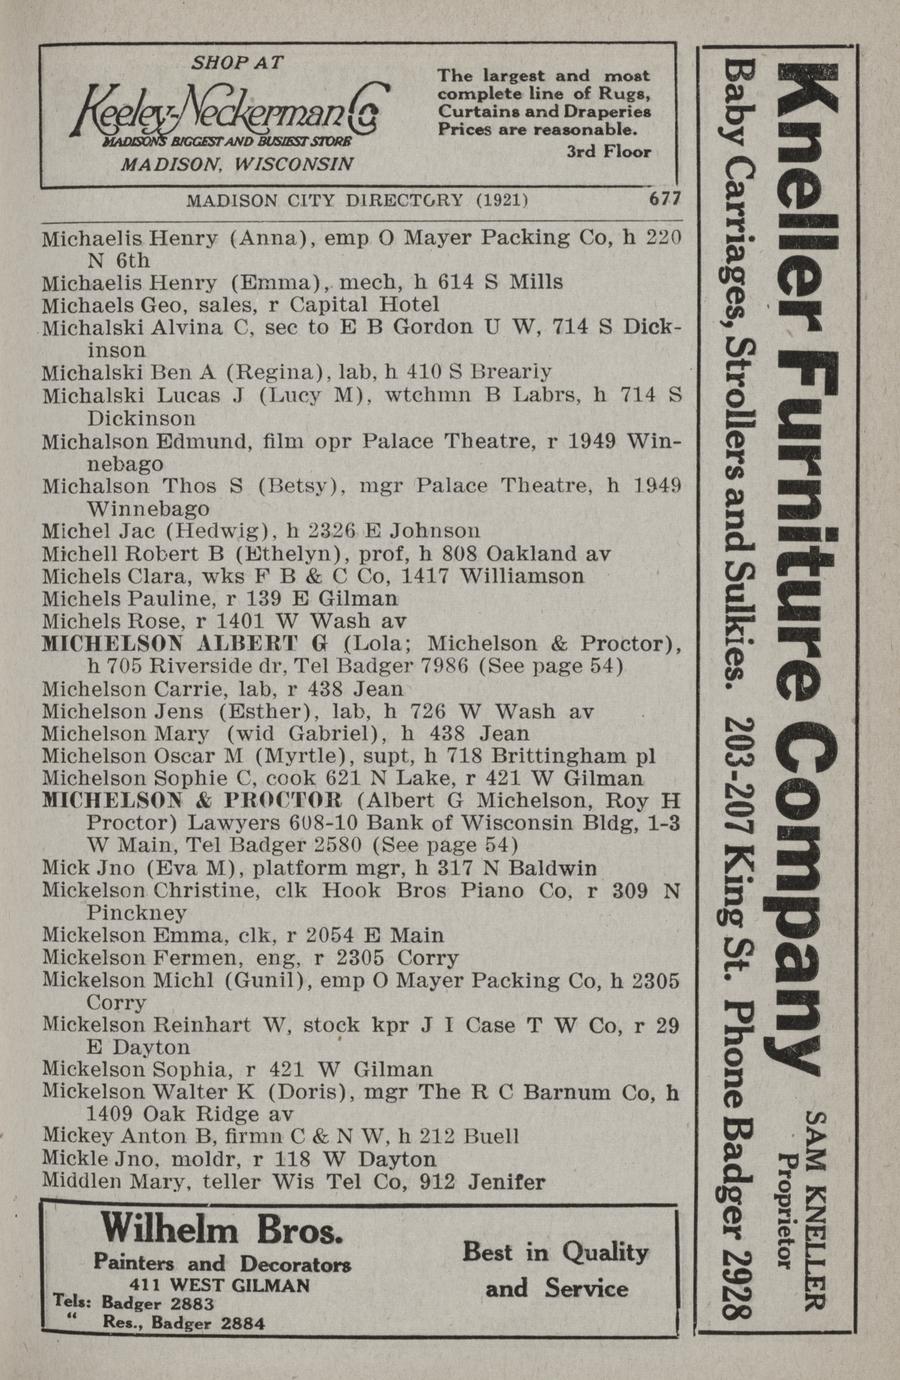 SHOP AT
Keeley-Neckerman Co
MADISON'S BIGGEST AND BUSIEST STORE
MADISON, WISCONSIN
The largest and most
complete line of Rugs,
Curtains and Draperies
Prices are reasonable.
3rd Floor
MADISON CITY DIRECTORY (1921) 677
Michaelis Henry (Anna), emp O Mayer Packing Co, h 220
N 6th
Michaelis Henry (Emma), mech, h 614 S Mills
Michaels Geo, sales, r Capital Hotel
Michalski Alvina C, sec to E B Gordon U W, 714 S Dick-
inson
Michalski Ben A (Regina), lab, h 410 S Brearly
Michalski Lucas J (Lucy M), wtchmn B Labrs, h 714 S
Dickinson
Michalson Edmund, film opr Palace Theatre, r 1949 Win-
nebago
Michalson Thos S (Betsy), mgr Palace Theatre, h 1949
Winnebago
Michel Jac (Hedwig), h 2326 E Johnson
Michell Robert B (Ethelyn), prof, h 808 Oakland av
Michels Clara, wks F B & C Co, 1417 Williamson
Michels Pauline, r 139 E Gilman
Michels Rose, r 1401 W Wash av
MICHELSON ALBERT G (Lola; Michelson & Proctor),
h 705 Riverside dr, Tel Badger 7986 (See page 54)
Michelson Carrie, lab, r 438 Jean
Michelson Jens (Esther), lab, h 726 W Wash av
Michelson Mary (wid Gabriel), h 438 Jean
Michelson Oscar M (Myrtle), supt, h 718 Brittingham pl
Michelson Sophie C, cook 621 N Lake, r 421 W Gilman
MICHELSON & PROCTOR (Albert G Michelson, Roy H
Proctor) Lawyers 608-10 Bank of Wisconsin Bldg, 1-3
W Main, Tel Badger 2580 (See page 54)
Mick Jno (Eva M), platform mgr, h 317 N Baldwin
Mickelson Christine, clk Hook Bros Piano Co, r 309 N
Pinckney
Mickelson Emma, clk, r 2054 E Main
Mickelson Fermen, eng, r 2305 Corry
Mickelson Michl (Gunil), emp O Mayer Packing Co, h 2305
Corry
Mickelson Reinhart W, stock kpr J I Case T W Co, r 29
E Dayton
Mickelson Sophia, r 421 W Gilman
Mickelson Walter K (Doris), mgr The R C Barnum Co, h
1409 Oak Ridge av
Mickey Anton B, firmn C & N W, h 212 Buell
Mickle Jno, moldr, r 118 W Dayton
Middlen Mary, teller Wis Tel Co, 912 Jenifer
Wilhelm Bros.
Painters and Decorators
411 WEST GILMAN
Tels: Badger 2883
" Res., Badger 2884
Best in Quality
and Service
Kneller Furniture Company
SAM KNELLER
Proprietor
Baby Carriages, Strollers and Sulkies. 203-207 King St. Phone Badger 2928